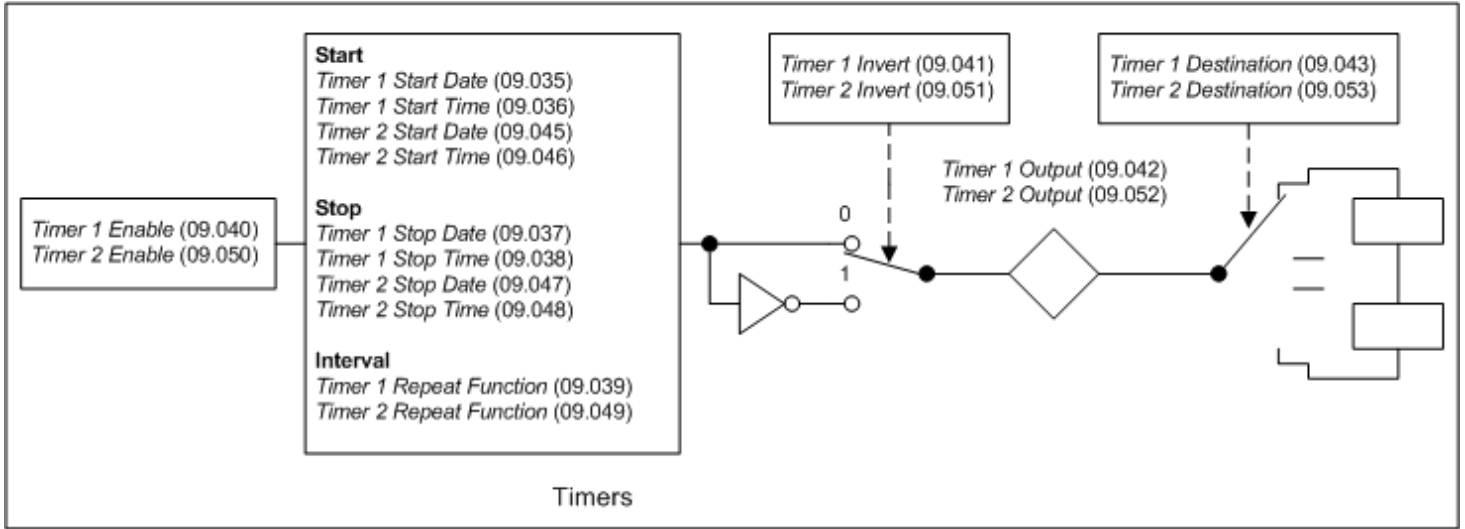 Timer 1 Enable (09.040)
Timer 2 Enable (09.050)
Start
Timer 1 Start Date (09.035)
Timer 1 Start Time (09.036)
Timer 2 Start Date (09.045)
Timer 2 Start Time (09.046)
Stop
Timer 1 Stop Date (09.037)
Timer 1 Stop Time (09.038)
Timer 2 Stop Date (09.047)
Timer 2 Stop Time (09.048)
Interval
Timer 1 Repeat Function (09.039)
Timer 2 Repeat Function (09.049)
Timer 1 Invert (09.041)
Timer 2 Invert (09.051)
0
1
Timer 1 Output (09.042)
Timer 2 Output (09.052)
Timer 1 Destination (09.043)
Timer 2 Destination (09.053)
Timers